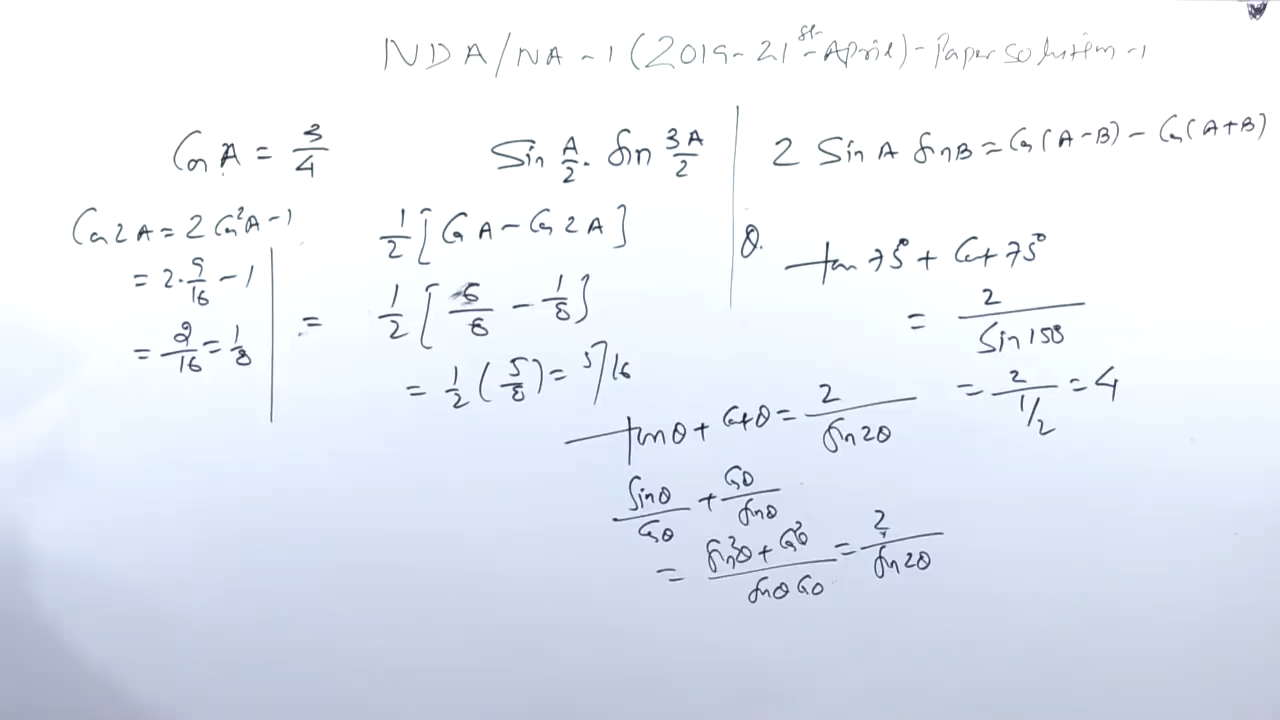 NDA/NA - 1 (2019 - 21st - April) - Paper solution - 1
Cos A = 3/4
Sin A/2 . Sin 3A/2
2 Sin A Sin B = Cos(A-B) - Cos(A+B)
Cos 2A = 2 Cos²A - 1
= 2 . 9/16 - 1
= 2/16 = 1/8
1/2 [Cos A - Cos 2A]
= 1/2 [6/8 - 1/8]
= 1/2 (5/8) = 5/16
Q. tan 75° + Cot 75°
= 2/Sin 150
= 2/1/2 = 4
tan θ + Cot θ = 2/Sin 2θ
Sin θ/Cos θ + Cos θ/Sin θ
= Sin²θ + Cos²θ/Sin θ Cos θ = 2/Sin 2θ